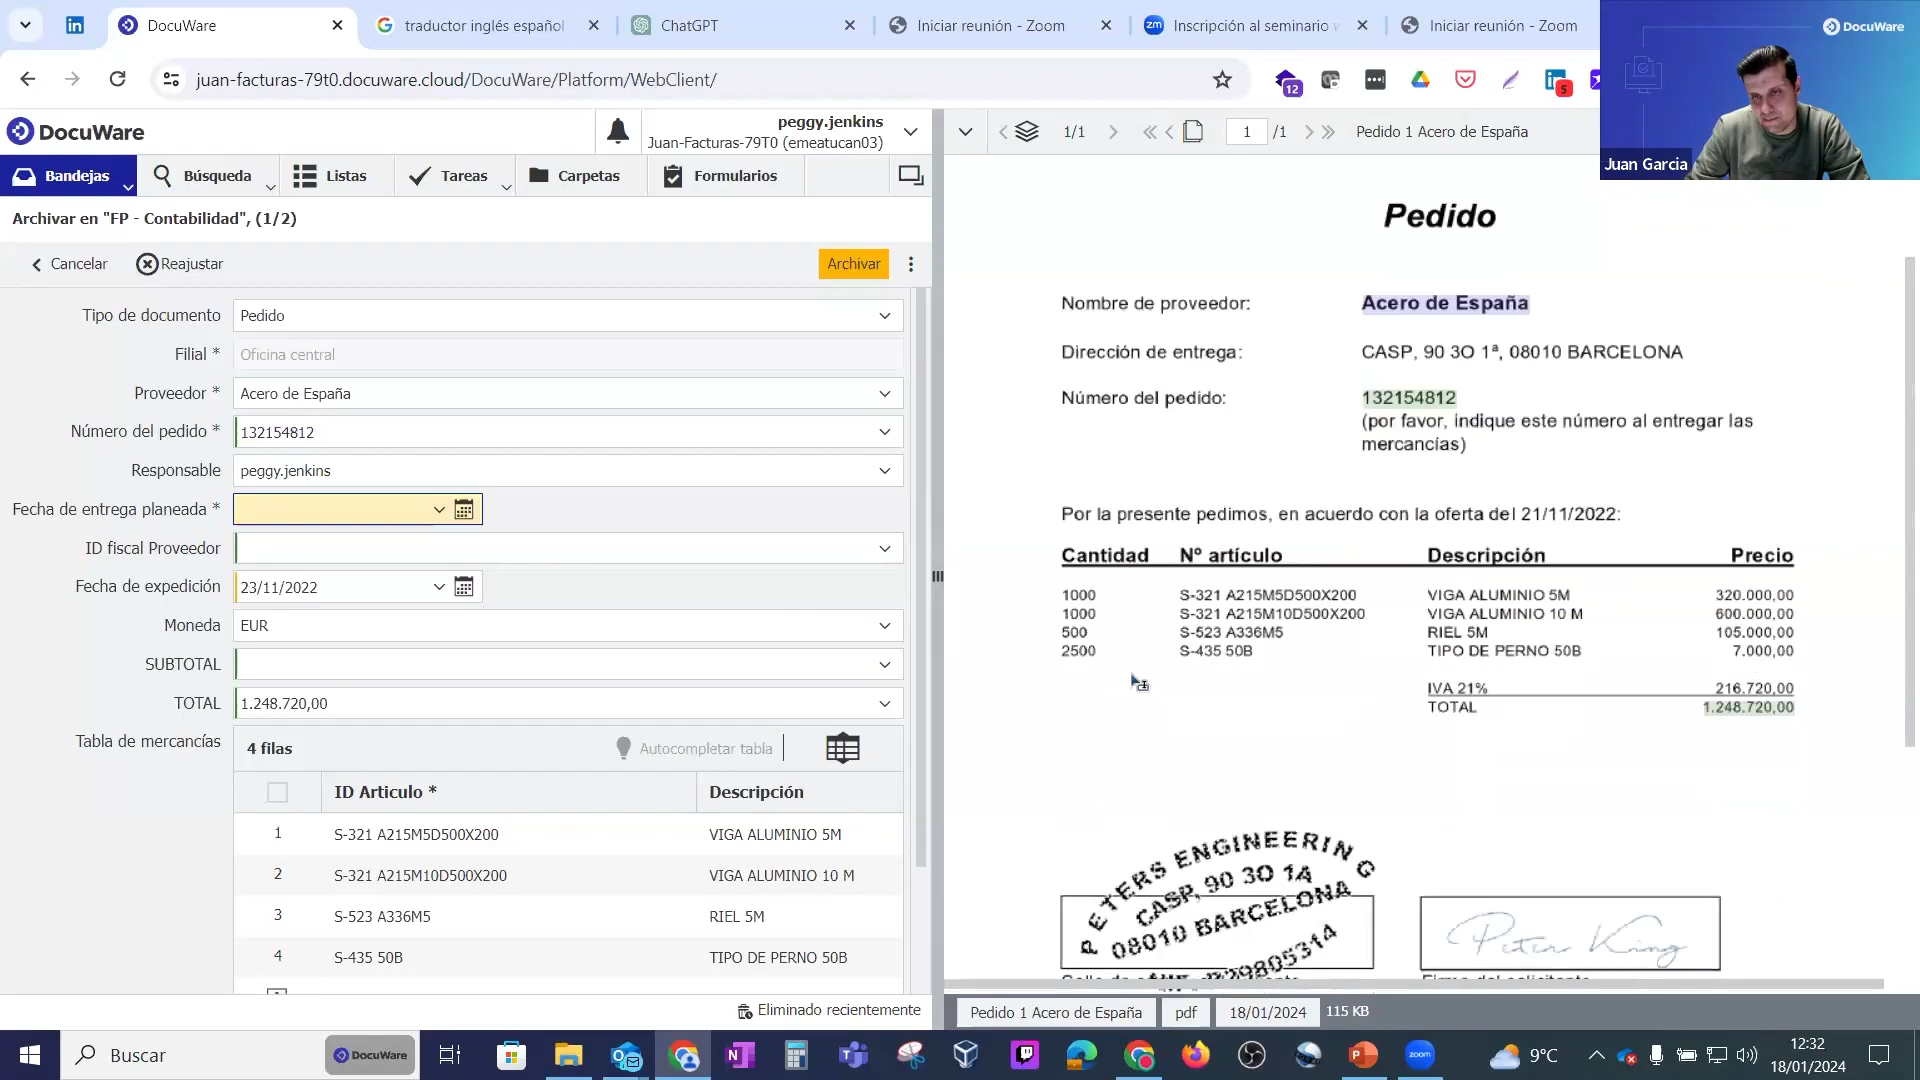 DocuWare
traductor inglés español
ChatGPT
Iniciar reunión - Zoom
Inscripción al seminario
Iniciar reunión - Zoom
juan-facturas-79t0.docuware.cloud/DocuWare/Platform/WebClient/
12
5
DocuWare
Juan Garcia
DocuWare
peggy.jenkins
Juan-Facturas-79T0 (emeatucan03)
Bandejas
Búsqueda
Listas
Tareas
Carpetas
Formularios
Archivar en "FP - Contabilidad", (1/2)
Cancelar
Reajustar
Archivar
Tipo de documento
Pedido
Filial *
Oficina central
Proveedor *
Acero de España
Número del pedido *
132154812
Responsable
peggy.jenkins
Fecha de entrega planeada *
ID fiscal Proveedor
Fecha de expedición
23/11/2022
Moneda
EUR
SUBTOTAL
TOTAL
1.248.720,00
Tabla de mercancías
4 filas
Autocompletar tabla
ID Articulo *
Descripción
1 S-321 A215M5D500X200 VIGA ALUMINIO 5M
2 S-321 A215M10D500X200 VIGA ALUMINIO 10 M
3 S-523 A336M5 RIEL 5M
4 S-435 50B TIPO DE PERNO 50B
Eliminado recientemente
1/1
1 /1
Pedido 1 Acero de España
Pedido
Nombre de proveedor: Acero de España
Dirección de entrega: CASP, 90 3O 1ª, 08010 BARCELONA
Número del pedido: 132154812
(por favor, indique este número al entregar las
mercancías)
Por la presente pedimos, en acuerdo con la oferta del 21/11/2022:
Cantidad Nº artículo Descripción Precio
1000 S-321 A215M5D500X200 VIGA ALUMINIO 5M 320.000,00
1000 S-321 A215M10D500X200 VIGA ALUMINIO 10 M 600.000,00
500 S-523 A336M5 RIEL 5M 105.000,00
2500 S-435 50B TIPO DE PERNO 50B 7.000,00
IVA 21% 216.720,00
TOTAL 1.248.720,00
PETERS ENGINEERING
CASP, 90 3O 1A
08010 BARCELONA
Peter King
Pedido 1 Acero de España
pdf
18/01/2024
115 KB
Buscar
DocuWare
zoom
9°C
12:32
18/01/2024